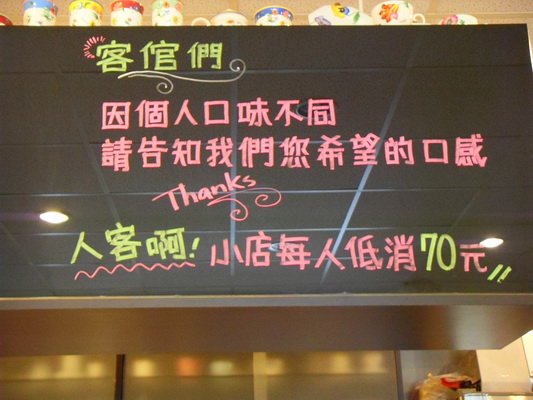 客倌們
因個人口味不同
請告知我們您希望的口感
Thanks
人客啊! 小店每人低消70元!!